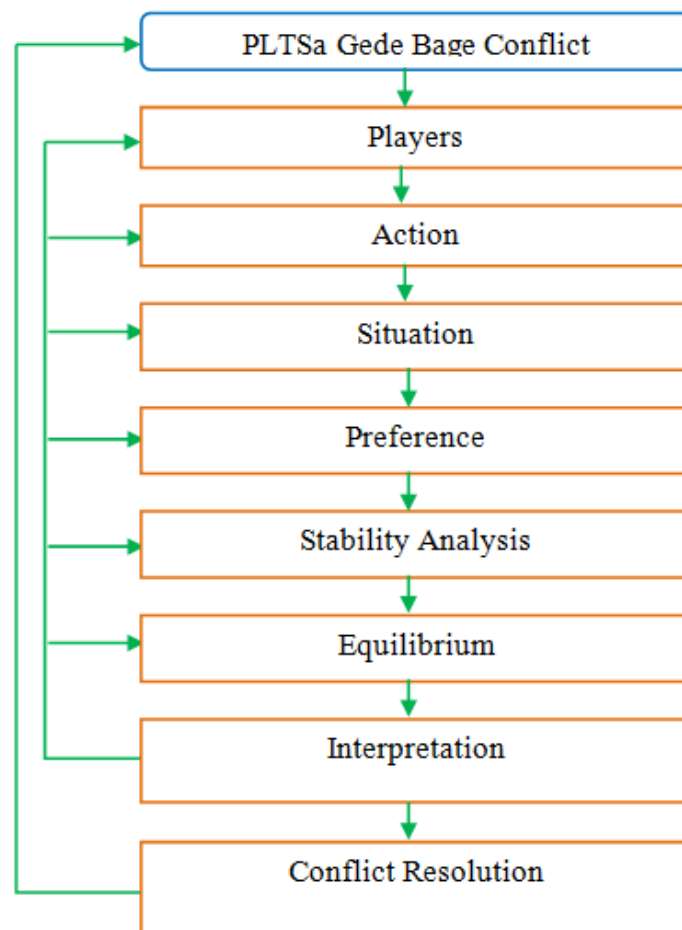 PLTSa Gede Bage Conflict
Players
Action
Situation
Preference
Stability Analysis
Equilibrium
Interpretation
Conflict Resolution